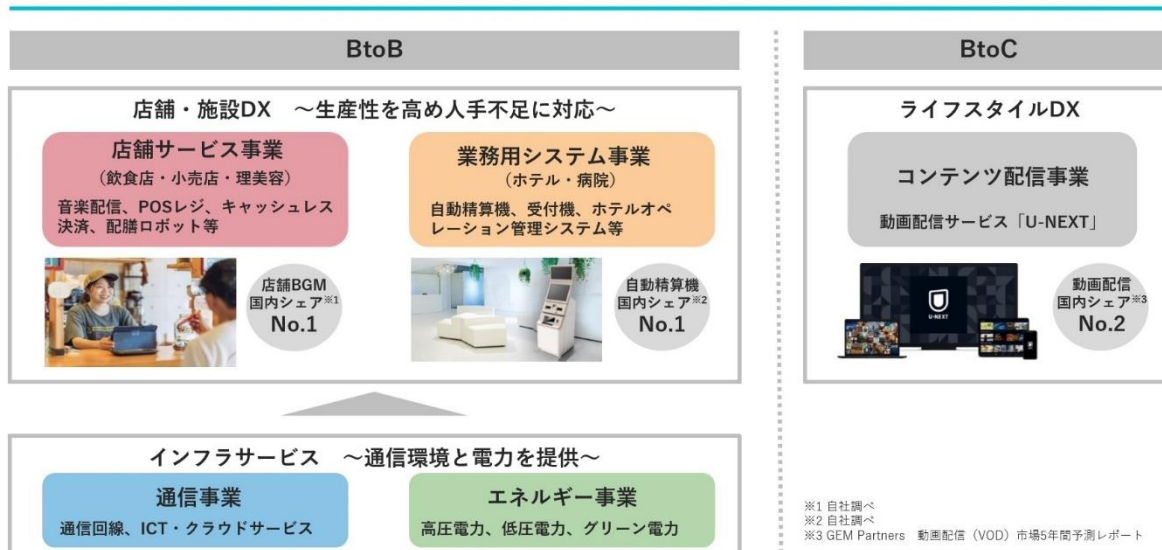 BtoB
店舗・施設DX ～生産性を高め人手不足に対応～
店舗サービス事業
（飲食店・小売店・理美容）
音楽配信、POSレジ、キャッシュレス
決済、配膳ロボット等
店舗BGM
国内シェア※1
No.1
業務用システム事業
（ホテル・病院）
自動精算機、受付機、ホテルオペ
レーション管理システム等
自動精算機
国内シェア※2
No.1
インフラサービス ～通信環境と電力を提供～
通信事業
通信回線、ICT・クラウドサービス
エネルギー事業
高圧電力、低圧電力、グリーン電力
BtoC
ライフスタイルDX
コンテンツ配信事業
動画配信サービス「U-NEXT」
U-NEXT
動画配信
国内シェア※3
No.2
※1 自社調べ
※2 自社調べ
※3 GEM Partners 動画配信（VOD）市場5年間予測レポート